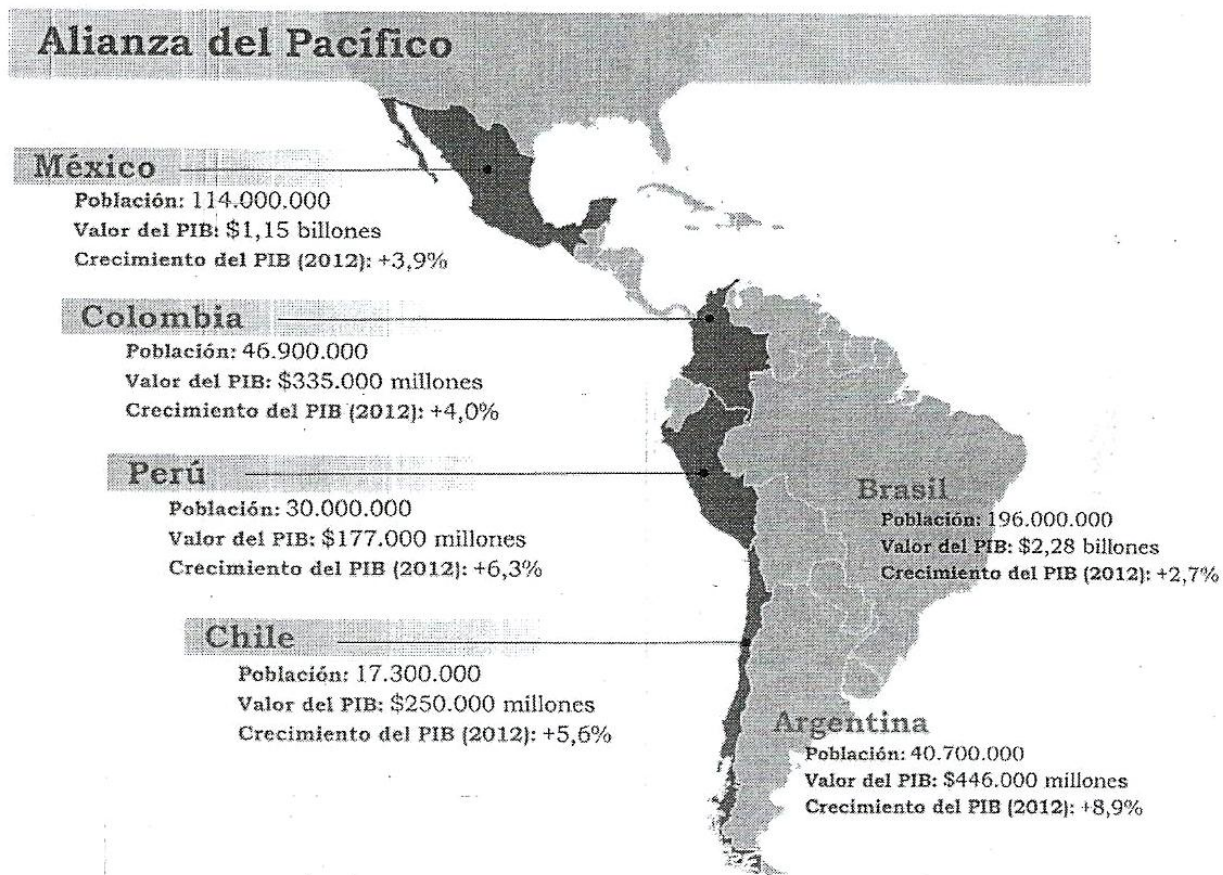 Alianza del Pacífico
México
Población: 114.000.000
Valor del PIB: $1,15 billones
Crecimiento del PIB (2012): +3,9%
Colombia
Población: 46.900.000
Valor del PIB: $335.000 millones
Crecimiento del PIB (2012): +4,0%
Perú
Población: 30.000.000
Valor del PIB: $177.000 millones
Crecimiento del PIB (2012): +6,3%
Chile
Población: 17.300.000
Valor del PIB: $250.000 millones
Crecimiento del PIB (2012): +5,6%
Brasil
Población: 196.000.000
Valor del PIB: $2,28 billones
Crecimiento del PIB (2012): +2,7%
Argentina
Población: 40.700.000
Valor del PIB: $446.000 millones
Crecimiento del PIB (2012): +8,9%